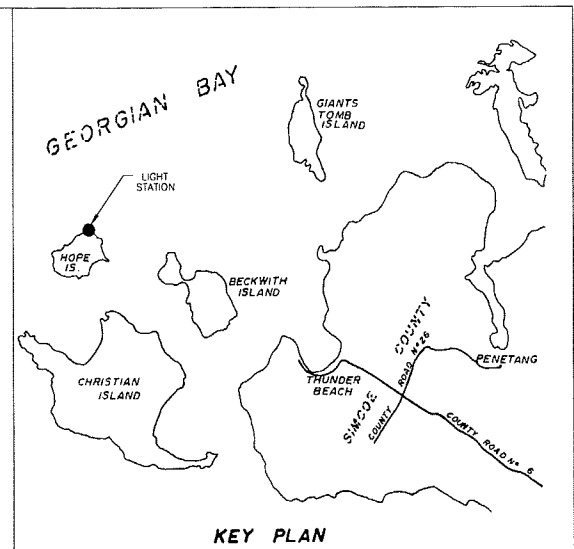 GEORGIAN BAY
GIANTS
TOMB
ISLAND
LIGHT
STATION
HOPE
IS.
BECKWITH
ISLAND
CHRISTIAN
ISLAND
THUNDER
BEACH
SIMCOE COUNTY
COUNTY ROAD Nº 26
PENETANG
COUNTY ROAD Nº 6
KEY PLAN